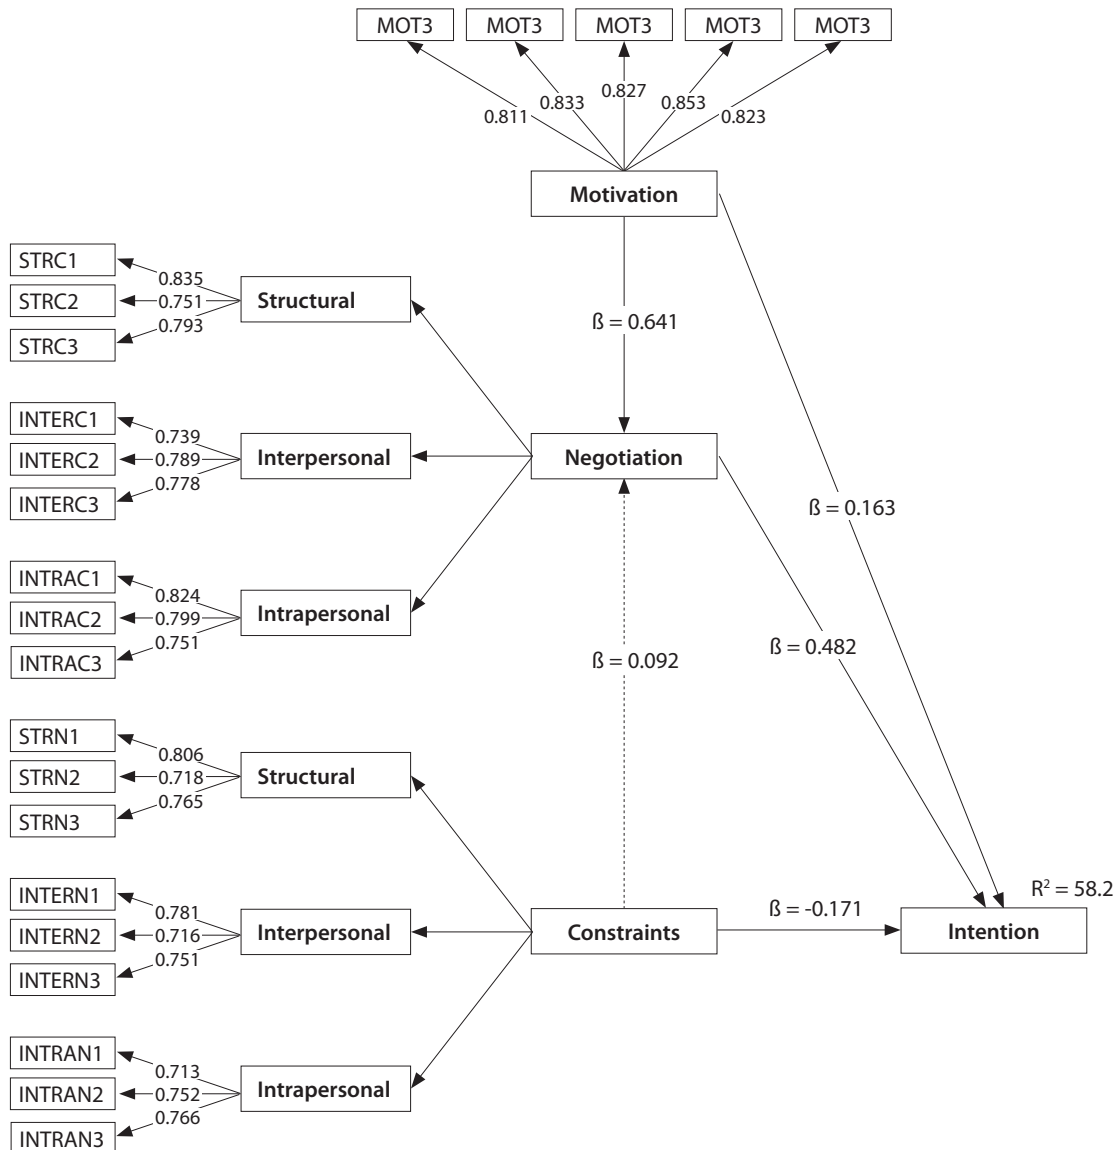 MOT3
MOT3
MOT3
MOT3
MOT3
0.811
0.833
0.827
0.853
0.823
Motivation
STRC1
STRC2
STRC3
0.835
0.751
0.793
Structural
ß = 0.641
INTERC1
INTERC2
INTERC3
0.739
0.789
0.778
Interpersonal
Negotiation
ß = 0.163
INTRAC1
INTRAC2
INTRAC3
0.824
0.799
0.751
Intrapersonal
ß = 0.092
ß = 0.482
STRN1
STRN2
STRN3
0.806
0.718
0.765
Structural
INTERN1
INTERN2
INTERN3
0.781
0.716
0.751
Interpersonal
Constraints
ß = -0.171
R² = 58.2
Intention
INTRAN1
INTRAN2
INTRAN3
0.713
0.752
0.766
Intrapersonal